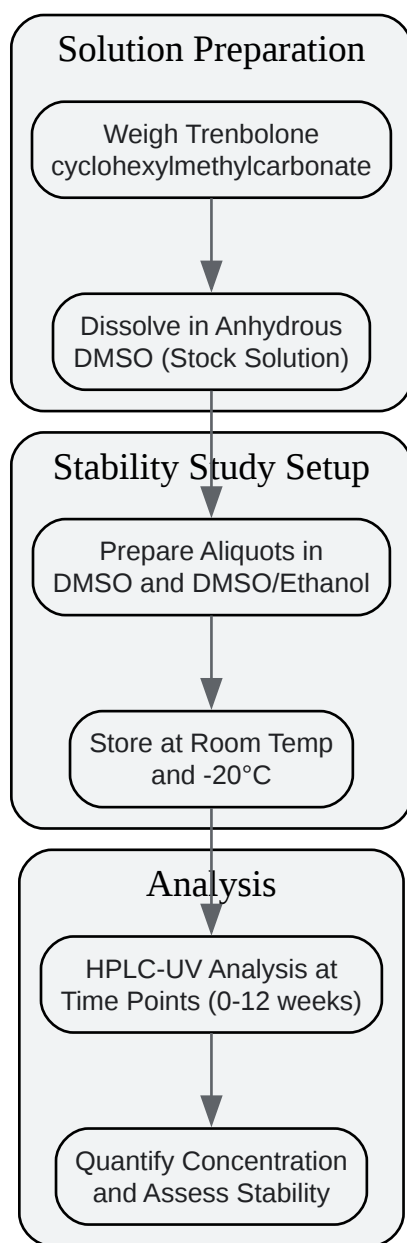 Solution Preparation
Weigh Trenbolone
cyclohexylmethylcarbonate
Dissolve in Anhydrous
DMSO (Stock Solution)
Stability Study Setup
Prepare Aliquots in
DMSO and DMSO/Ethanol
Store at Room Temp
and -20°C
Analysis
HPLC-UV Analysis at
Time Points (0-12 weeks)
Quantify Concentration
and Assess Stability